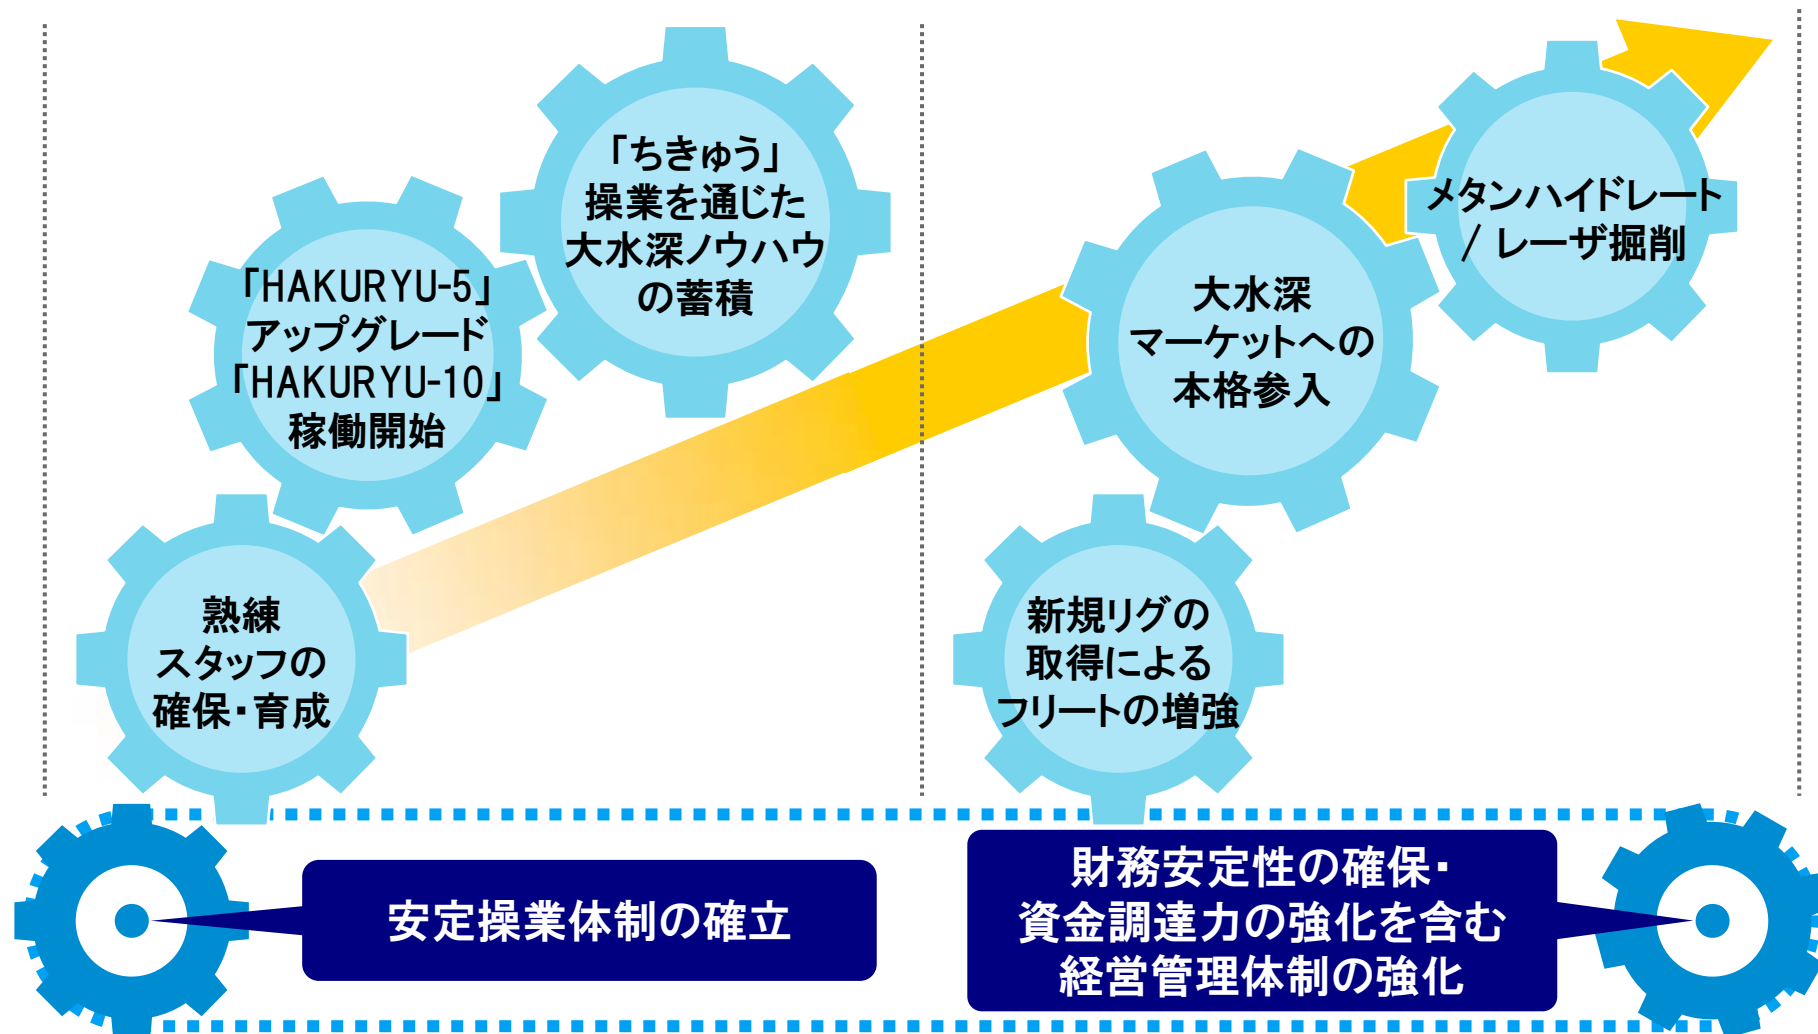 「ちきゅう」
操業を通じた
大水深ノウハウ
の蓄積
「HAKURYU-5」
アップグレード
「HAKURYU-10」
稼働開始
熟練
スタッフの
確保・育成
メタンハイドレート
/ レーザ掘削
大水深
マーケットへの
本格参入
新規リグの
取得による
フリートの増強
安定操業体制の確立
財務安定性の確保・
資金調達力の強化を含む
経営管理体制の強化